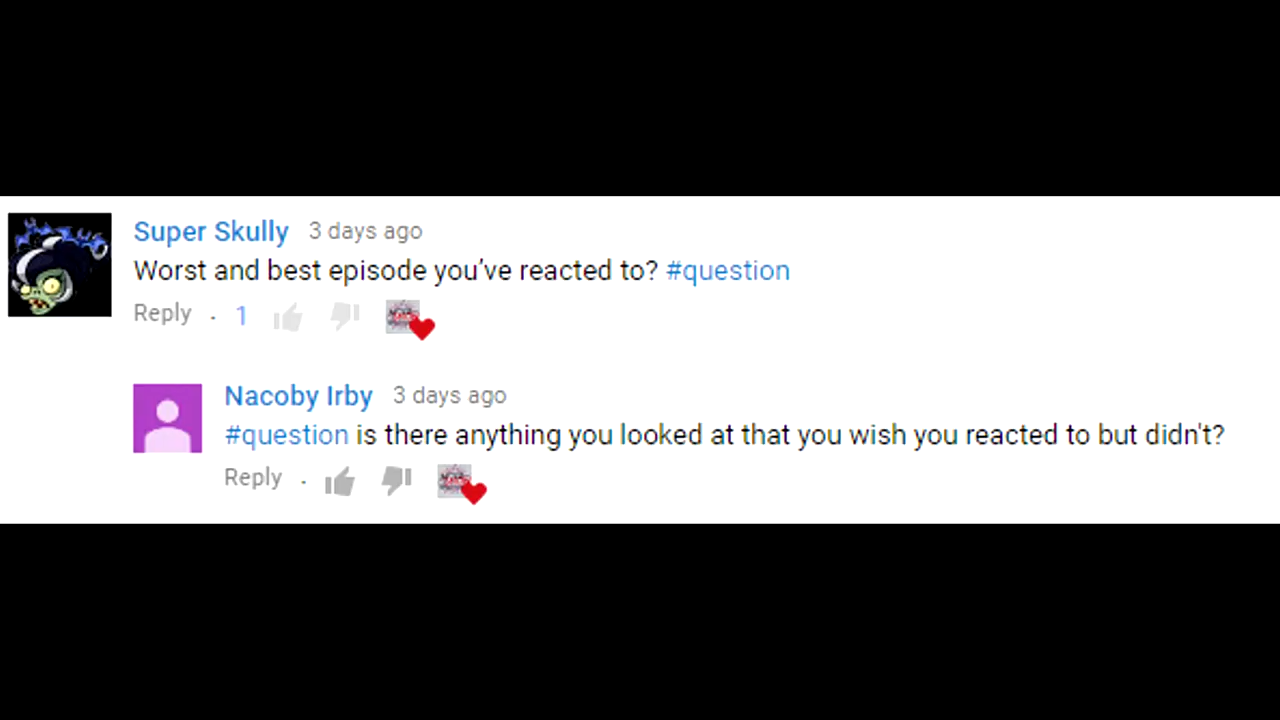 Super Skully 3 days ago
Worst and best episode you've reacted to? #question
Reply · 1
Nacoby Irby 3 days ago
#question is there anything you looked at that you wish you reacted to but didn't?
Reply ·